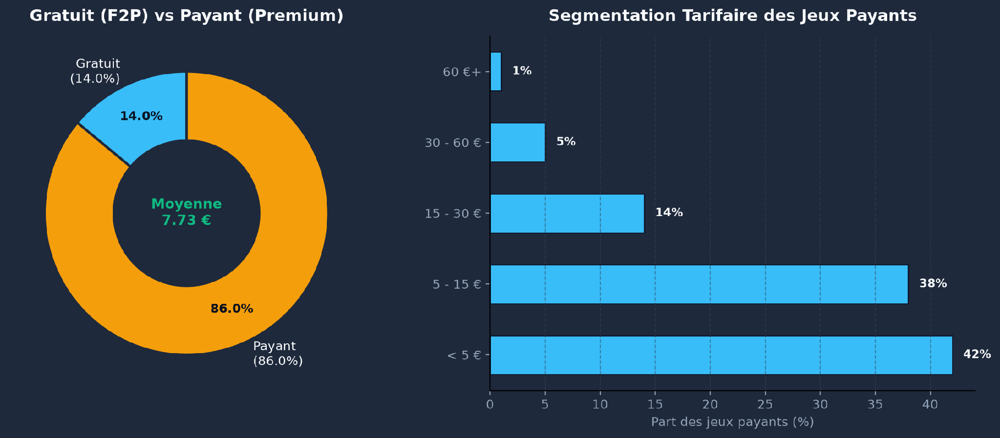 Gratuit (F2P) vs Payant (Premium)
Gratuit
(14.0%)
14.0%
Moyenne
7.73 €
86.0%
Payant
(86.0%)
Segmentation Tarifaire des Jeux Payants
60 €+
1%
30 - 60 €
5%
15 - 30 €
14%
5 - 15 €
38%
< 5 €
42%
0 5 10 15 20 25 30 35 40
Part des jeux payants (%)